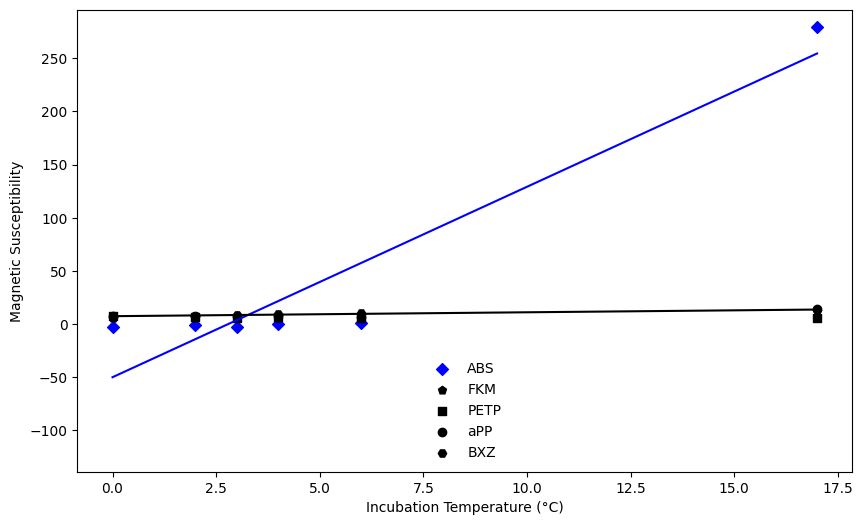 250
200
150
100
50
0
−50
−100
Magnetic Susceptibility
ABS
FKM
PETP
aPP
BXZ
0.0 2.5 5.0 7.5 10.0 12.5 15.0 17.5
Incubation Temperature (°C)